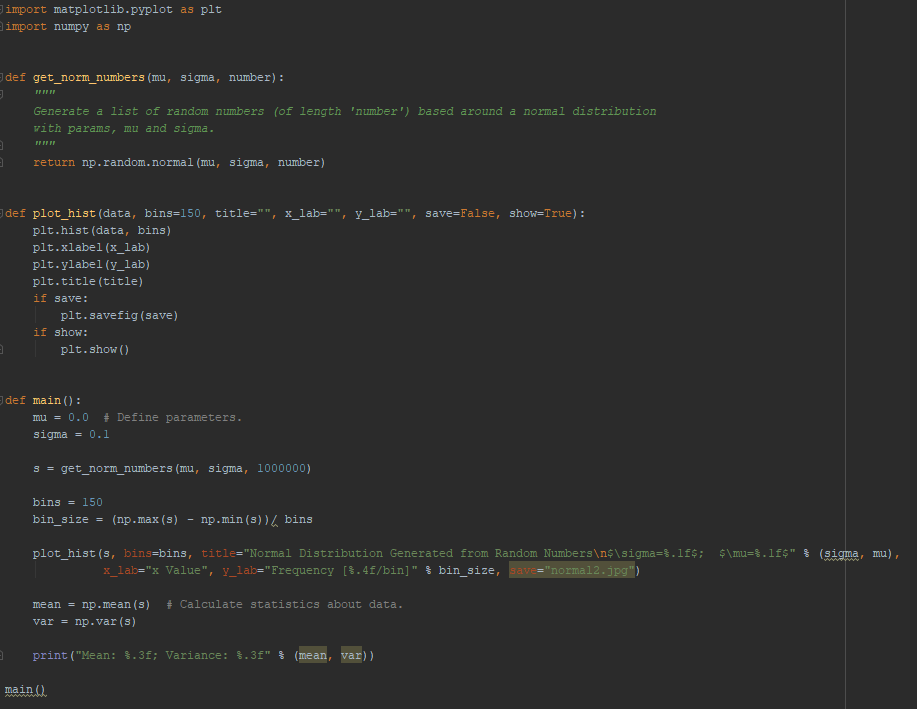 import matplotlib.pyplot as plt
import numpy as np
def get_norm_numbers(mu, sigma, number):
"""
Generate a list of random numbers (of length 'number') based around a normal distribution
with params, mu and sigma.
"""
return np.random.normal(mu, sigma, number)
def plot_hist(data, bins=150, title="", x_lab="", y_lab="", save=False, show=True):
plt.hist(data, bins)
plt.xlabel(x_lab)
plt.ylabel(y_lab)
plt.title(title)
if save:
plt.savefig(save)
if show:
plt.show()
def main():
mu = 0.0  # Define parameters.
sigma = 0.1
s = get_norm_numbers(mu, sigma, 1000000)
bins = 150
bin_size = (np.max(s) - np.min(s))/ bins
plot_hist(s, bins=bins, title="Normal Distribution Generated from Random Numbers\n$\sigma=%.1f$;  $\mu=%.1f$" % (sigma, mu),
x_lab="x Value", y_lab="Frequency [%.4f/bin]" % bin_size, save="normal2.jpg")
mean = np.mean(s)  # Calculate statistics about data.
var = np.var(s)
print("Mean: %.3f; Variance: %.3f" % (mean, var))
main()